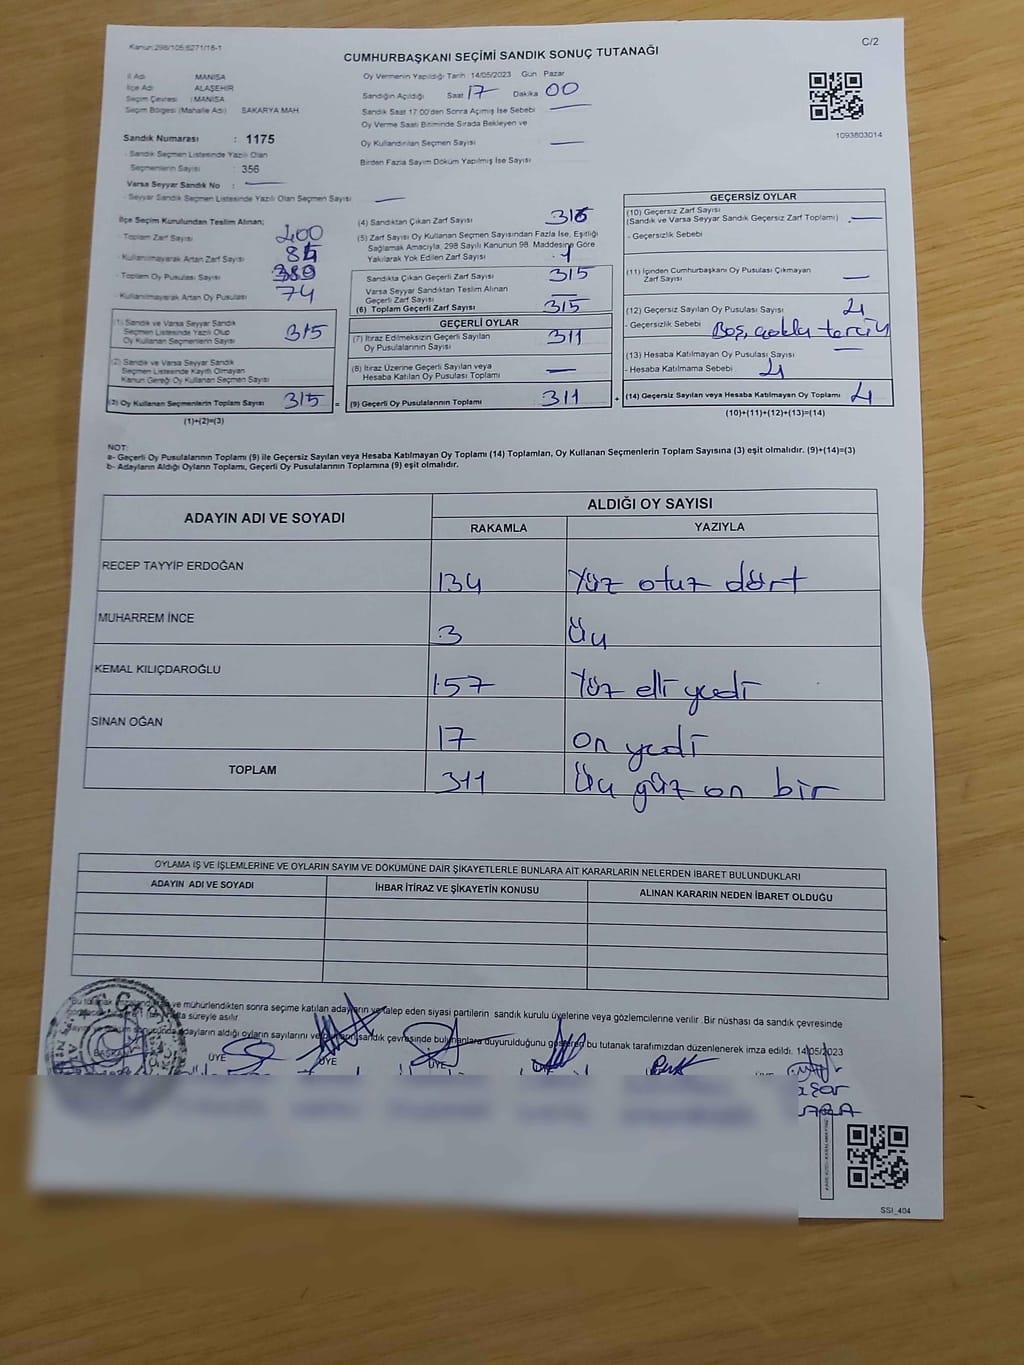 Kanun:298/105;6271/18-1
C/2
CUMHURBAŞKANI SEÇİMİ SANDIK SONUÇ TUTANAĞI
İl Adı MANİSA
İlçe Adı ALAŞEHİR
Seçim Çevresi : MANİSA
Seçim Bölgesi (Mahalle Adı) SAKARYA MAH
Sandık Numarası : 1175
- Sandık Seçmen Listesinde Yazılı Olan
Seçmenlerin Sayısı : 356
Varsa Seyyar Sandık No : —
- Seyyar Sandık Seçmen Listesinde Yazılı Olan Seçmen Sayısı —
Oy Vermenin Yapıldığı Tarih 14/05/2023 Gün Pazar
Sandığın Açıldığı Saat 17 Dakika 00
Sandık Saat 17.00'den Sonra Açımış İse Sebebi —
Oy Verme Saati Bitiminde Sırada Bekleyen ve
Oy Kullandırılan Seçmen Sayısı —
Birden Fazla Sayım Döküm Yapılmış İse Sayısı —
1093803014
İlçe Seçim Kurulundan Teslim Alınan;
- Toplam Zarf Sayısı 400
- Kullanılmayarak Artan Zarf Sayısı
- Toplam Oy Pusulası Sayısı 389
- Kullanılmayarak Artan Oy Pusulası 74
(1) Sandık ve Varsa Seyyar Sandık
Seçmen Listesinde Yazılı Olup
Oy Kullanan Seçmenlerin Sayısı 315
(2) Sandık ve Varsa Seyyar Sandık
Seçmen Listesinde Kayıtlı Olmayan
Kanun Gereği Oy Kullanan Seçmen Sayısı
(3) Oy Kullanan Seçmenlerin Toplam Sayısı 315 =
(1)+(2)=(3)
(4) Sandıktan Çıkan Zarf Sayısı 316
(5) Zarf Sayısı Oy Kullanan Seçmen Sayısından Fazla İse, Eşitliği
Sağlamak Amacıyla, 298 Sayılı Kanunun 98. Maddesine Göre
Yakılarak Yok Edilen Zarf Sayısı 1
Sandıkta Çıkan Geçerli Zarf Sayısı 315
Varsa Seyyar Sandıktan Teslim Alınan
Geçerli Zarf Sayısı —
(6) Toplam Geçerli Zarf Sayısı 315
GEÇERLİ OYLAR
(7) İtiraz Edilmeksizin Geçerli Sayılan
Oy Pusulalarının Sayısı 311
(8) İtiraz Üzerine Geçerli Sayılan veya
Hesaba Katılan Oy Pusulası Toplamı —
(9) Geçerli Oy Pusulalarının Toplamı 311 +
GEÇERSİZ OYLAR
(10) Geçersiz Zarf Sayısı
(Sandık ve Varsa Seyyar Sandık Geçersiz Zarf Toplamı) —
- Geçersizlik Sebebi
(11) İçinden Cumhurbaşkanı Oy Pusulası Çıkmayan
Zarf Sayısı —
(12) Geçersiz Sayılan Oy Pusulası Sayısı 4
- Geçersizlik Sebebi Boş, çoklu tercih
(13) Hesaba Katılmayan Oy Pusulası Sayısı —
- Hesaba Katılmama Sebebi 4
(14) Geçersiz Sayılan veya Hesaba Katılmayan Oy Toplamı 4
(10)+(11)+(12)+(13)=(14)
NOT:
a- Geçerli Oy Pusulalarının Toplamı (9) ile Geçersiz Sayılan veya Hesaba Katılmayan Oy Toplamı (14) Toplamları, Oy Kullanan Seçmenlerin Toplam Sayısına (3) eşit olmalıdır. (9)+(14)=(3)
b- Adayların Aldığı Oyların Toplamı, Geçerli Oy Pusulalarının Toplamına (9) eşit olmalıdır.
ADAYIN ADI VE SOYADI
ALDIĞI OY SAYISI
RAKAMLA YAZIYLA
RECEP TAYYİP ERDOĞAN 134 Yüz otuz dört
MUHARREM İNCE 3 Üç
KEMAL KILIÇDAROĞLU 157 Yüz elli yedi
SİNAN OĞAN 17 On yedi
TOPLAM 311 Üç yüz on bir
OYLAMA İŞ VE İŞLEMLERİNE VE OYLARIN SAYIM VE DÖKÜMÜNE DAİR ŞİKAYETLERLE BUNLARA AİT KARARLARIN NELERDEN İBARET BULUNDUKLARI
ADAYIN ADI VE SOYADI İHBAR İTİRAZ VE ŞİKAYETİN KONUSU ALINAN KARARIN NEDEN İBARET OLDUĞU
Bu tutanak ve mühürlendikten sonra seçime katılan adayların ve talep eden siyasi partilerin sandık kurulu üyelerine veya gözlemcilerine verilir .Bir nüshası da sandık çevresinde
süreyle asılır.
adayların aldığı oyların sayılarını ve sandık çevresinde bulunanlara duyurulduğunu gösteren bu tutanak tarafımızdan düzenlenerek imza edildi. 14/05/2023
BAŞKAN ÜYE ÜYE ÜYE
SSI_404